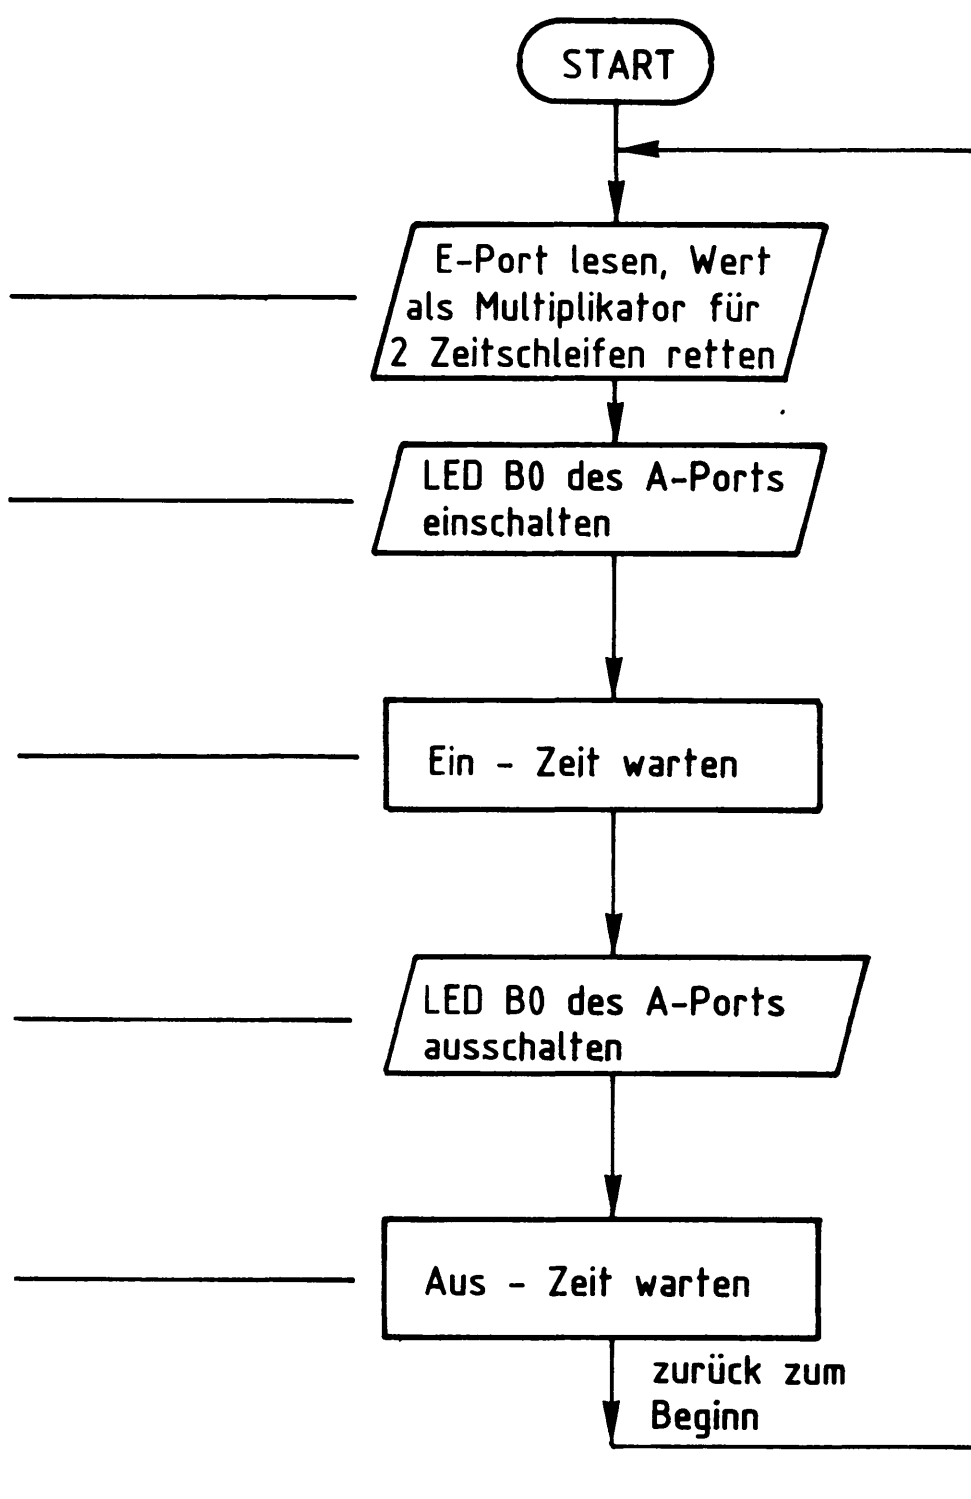 START
E-Port lesen, Wert
als Multiplikator für
2 Zeitschleifen retten
LED B0 des A-Ports
einschalten
Ein - Zeit warten
LED B0 des A-Ports
ausschalten
Aus - Zeit warten
zurück zum
Beginn